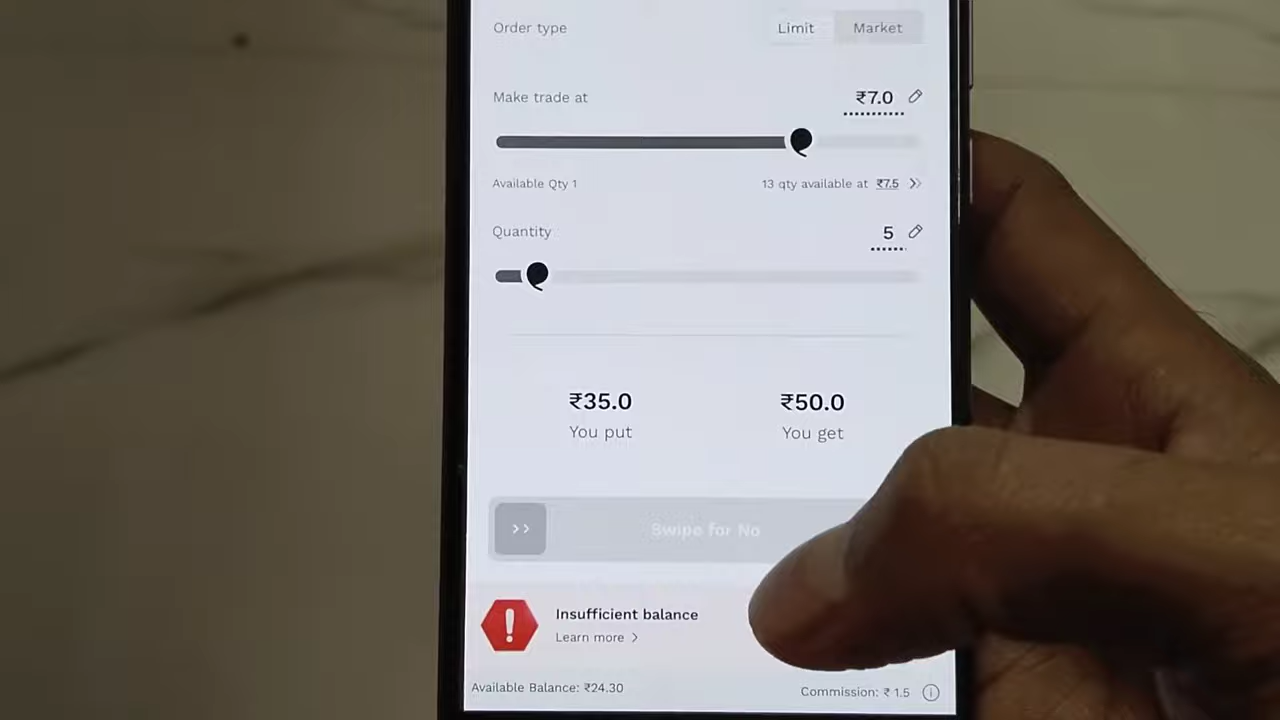 Order type Limit Market
Make trade at ₹7.0
Available Qty 1 13 qty available at ₹7.5
Quantity 5
₹35.0 ₹50.0
You put You get
>> Swipe for No
Insufficient balance
Learn more >
Available Balance: ₹24.30 Commission: ₹ 1.5